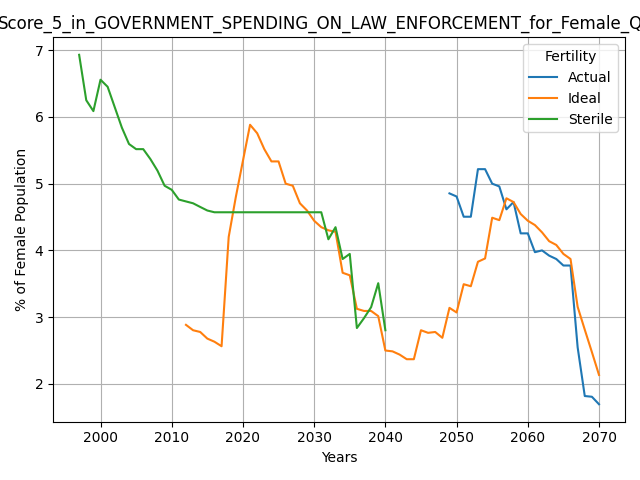 Score_5_in_GOVERNMENT_SPENDING_ON_LAW_ENFORCEMENT_for_Female_Q
7
6
5
4
3
2
% of Female Population
Fertility
Actual
Ideal
Sterile
2000 2010 2020 2030 2040 2050 2060 2070
Years